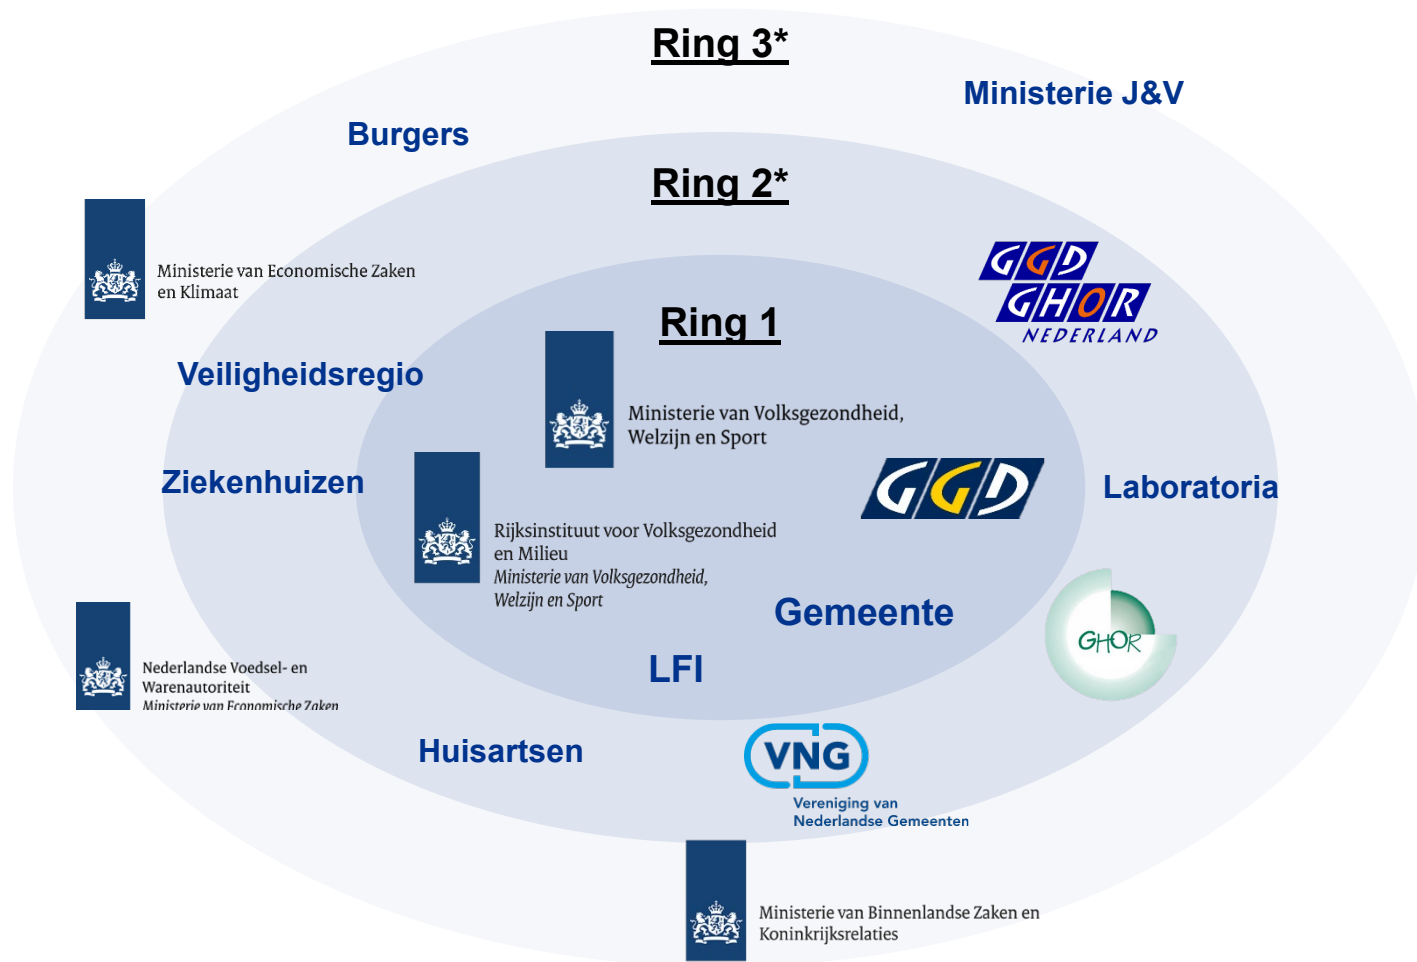 Ring 3*
Ministerie J&V
Burgers
Ring 2*
Ministerie van Economische Zaken
en Klimaat
GGD
GHOR
NEDERLAND
Ring 1
Veiligheidsregio
Ministerie van Volksgezondheid,
Welzijn en Sport
Ziekenhuizen
GGD
Laboratoria
Rijksinstituut voor Volksgezondheid
en Milieu
Ministerie van Volksgezondheid,
Welzijn en Sport
Gemeente
GHOR
LFI
Nederlandse Voedsel- en
Warenautoriteit
Ministerie van Economische Zaken
Huisartsen
VNG
Vereniging van
Nederlandse Gemeenten
Ministerie van Binnenlandse Zaken en
Koninkrijksrelaties